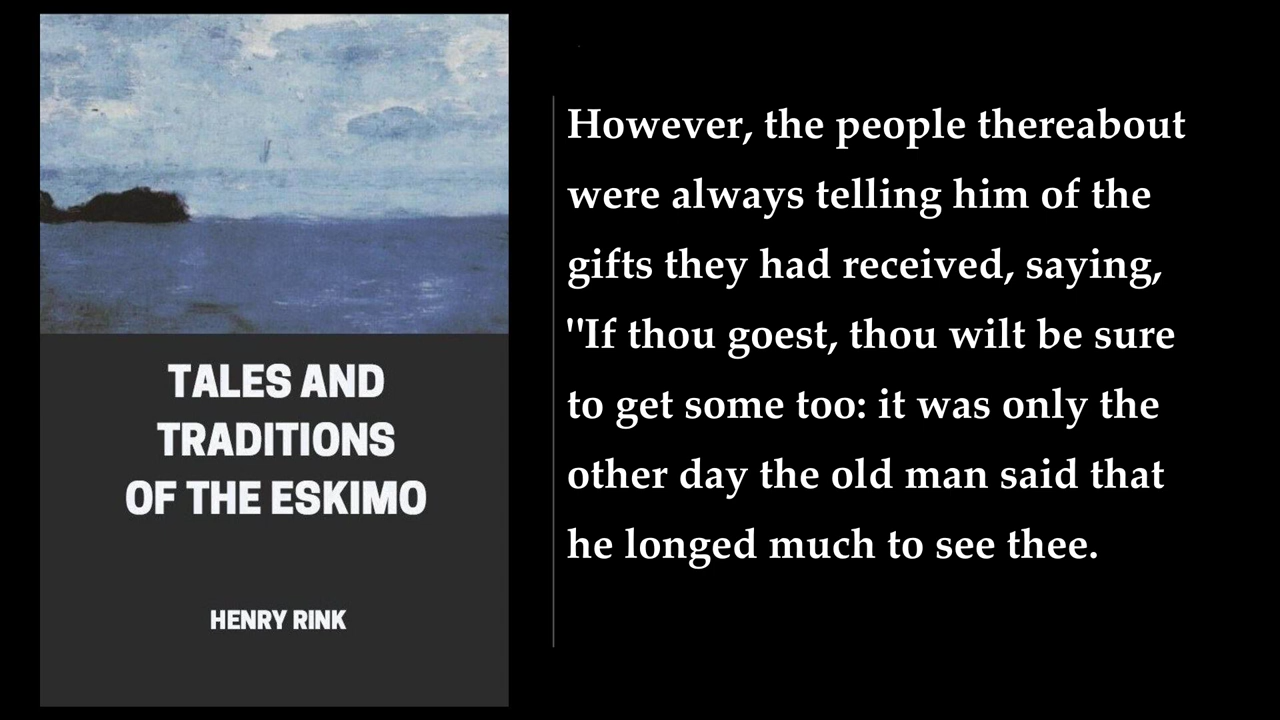 TALES AND
TRADITIONS
OF THE ESKIMO
HENRY RINK
However, the people thereabout
were always telling him of the
gifts they had received, saying,
"If thou goest, thou wilt be sure
to get some too: it was only the
other day the old man said that
he longed much to see thee.